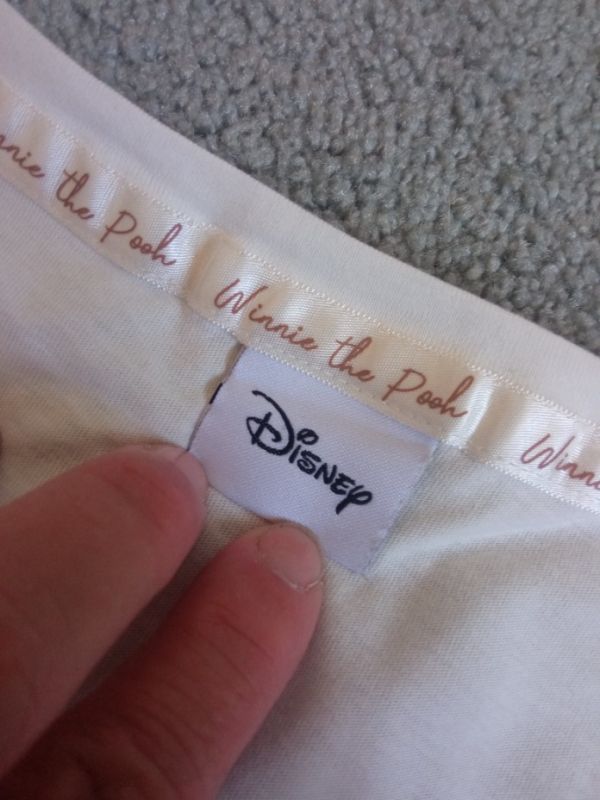 nnie the Pooh
Winnie the Pooh
Winn
DISNEY